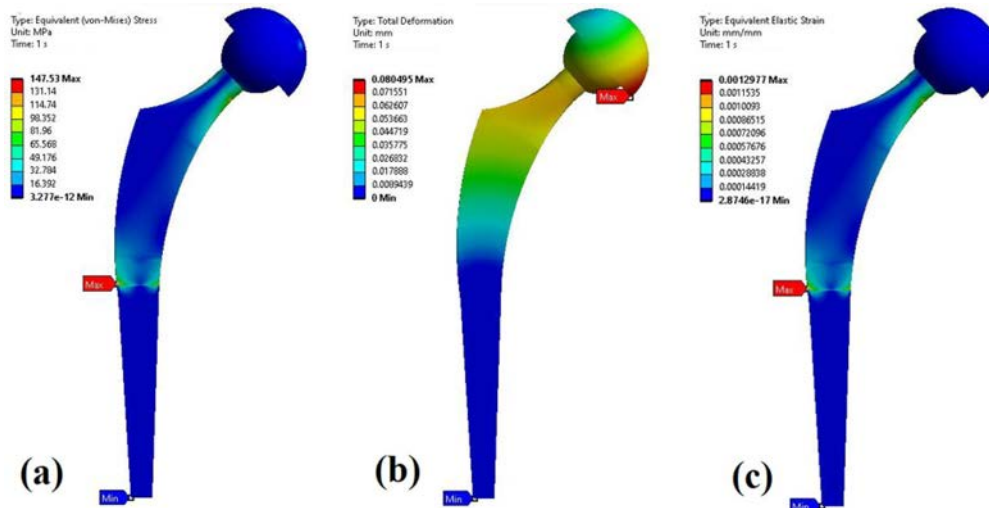 Type: Equivalent (von-Mises) Stress
Unit: MPa
Time: 1 s
147.53 Max
131.14
114.74
98.352
81.96
65.568
49.176
32.784
16.392
3.277e-12 Min
Max
Min
(a)
Type: Total Deformation
Unit: mm
Time: 1 s
0.080495 Max
0.071551
0.062607
0.053663
0.044719
0.035775
0.026832
0.017888
0.0089439
0 Min
Max
Min
(b)
Type: Equivalent Elastic Strain
Unit: mm/mm
Time: 1 s
0.0012977 Max
0.0011535
0.0010093
0.00086515
0.00072096
0.00057676
0.00043257
0.00028838
0.00014419
2.8746e-17 Min
Max
Min
(c)